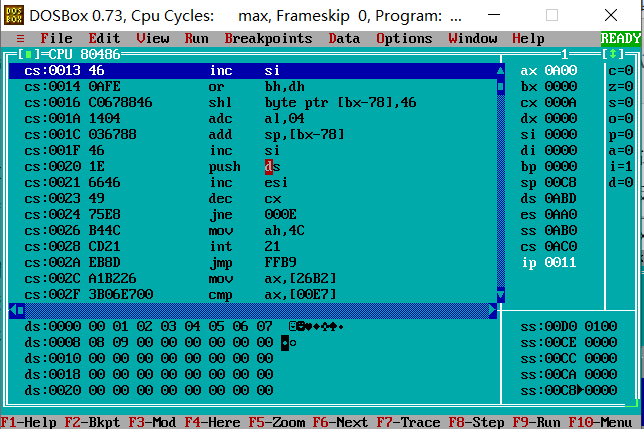 DOSBox 0.73, Cpu Cycles: max, Frameskip 0, Program: ...
≡ File Edit View Run Breakpoints Data Options Window Help READY
[■]=CPU 80486 1=[↕]
cs:0013 46 inc si ax 0A00 c=0
cs:0014 0AFE or bh,dh bx 0000 z=0
cs:0016 C0678846 shl byte ptr [bx-78],46 cx 000A s=0
cs:001A 1404 adc al,04 dx 0000 o=0
cs:001C 036788 add sp,[bx-78] si 0000 p=0
cs:001F 46 inc si di 0000 a=0
cs:0020 1E push ds bp 0000 i=1
cs:0021 6646 inc esi sp 00C8 d=0
cs:0023 49 dec cx ds 0ABD
cs:0024 75E8 jne 000E es 0AA0
cs:0026 B44C mov ah,4C ss 0AB0
cs:0028 CD21 int 21 cs 0AC0
cs:002A EB8D jmp FFB9 ip 0011
cs:002C A1B226 mov ax,[26B2]
cs:002F 3B06E700 cmp ax,[00E7]
ds:0000 00 01 02 03 04 05 06 07 ☺☻♥♦♣♠• ss:00D0 0100
ds:0008 08 09 00 00 00 00 00 00 ◘○ ss:00CE 0000
ds:0010 00 00 00 00 00 00 00 00 ss:00CC 0000
ds:0018 00 00 00 00 00 00 00 00 ss:00CA 0000
ds:0020 00 00 00 00 00 00 00 00 ss:00C8►0000
F1-Help F2-Bkpt F3-Mod F4-Here F5-Zoom F6-Next F7-Trace F8-Step F9-Run F10-Menu